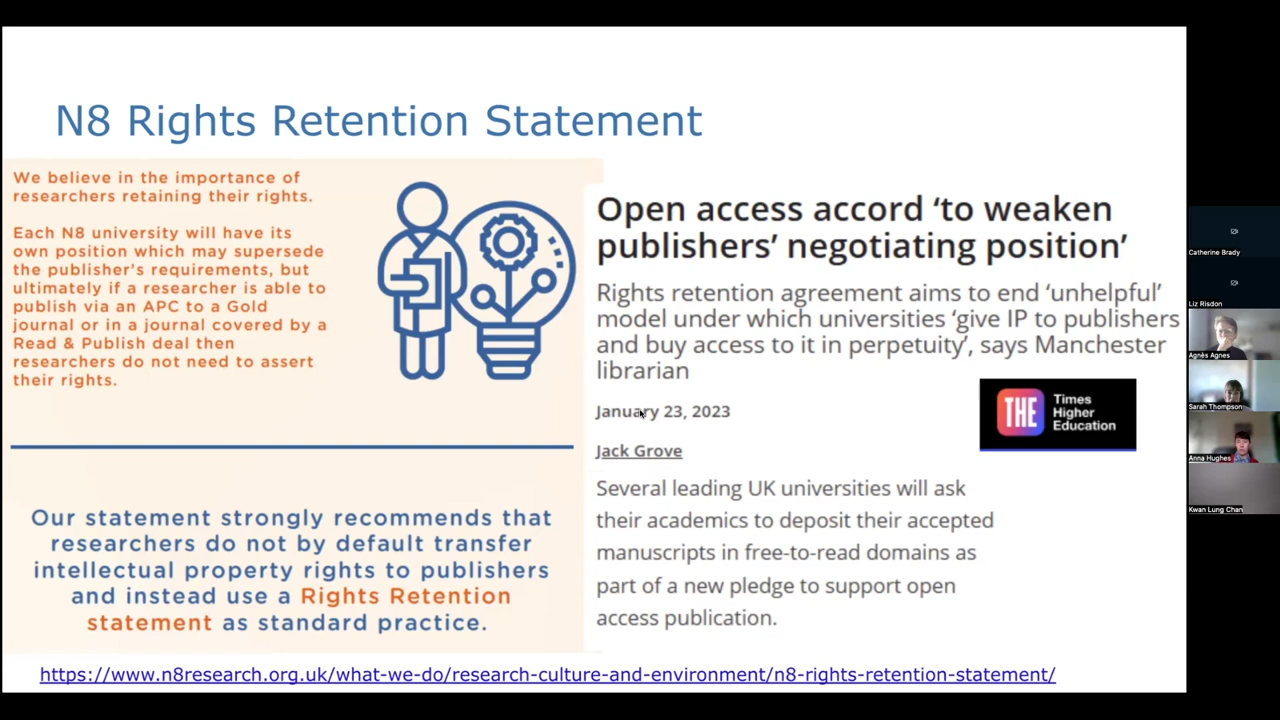 N8 Rights Retention Statement
We believe in the importance of
researchers retaining their rights.
Each N8 university will have its
own position which may supersede
the publisher's requirements, but
ultimately if a researcher is able to
publish via an APC to a Gold
journal or in a journal covered by a
Read & Publish deal then
researchers do not need to assert
their rights.
Our statement strongly recommends that
researchers do not by default transfer
intellectual property rights to publishers
and instead use a Rights Retention
statement as standard practice.
Open access accord ‘to weaken
publishers’ negotiating position’
Rights retention agreement aims to end ‘unhelpful’
model under which universities ‘give IP to publishers
and buy access to it in perpetuity’, says Manchester
librarian
January 23, 2023
THE Times
Higher
Education
Jack Grove
Several leading UK universities will ask
their academics to deposit their accepted
manuscripts in free-to-read domains as
part of a new pledge to support open
access publication.
https://www.n8research.org.uk/what-we-do/research-culture-and-environment/n8-rights-retention-statement/
Catherine Brady
Liz Risdon
Agnès Agnes
Sarah Thompson
Anna Hughes
Kwan Lung Chan